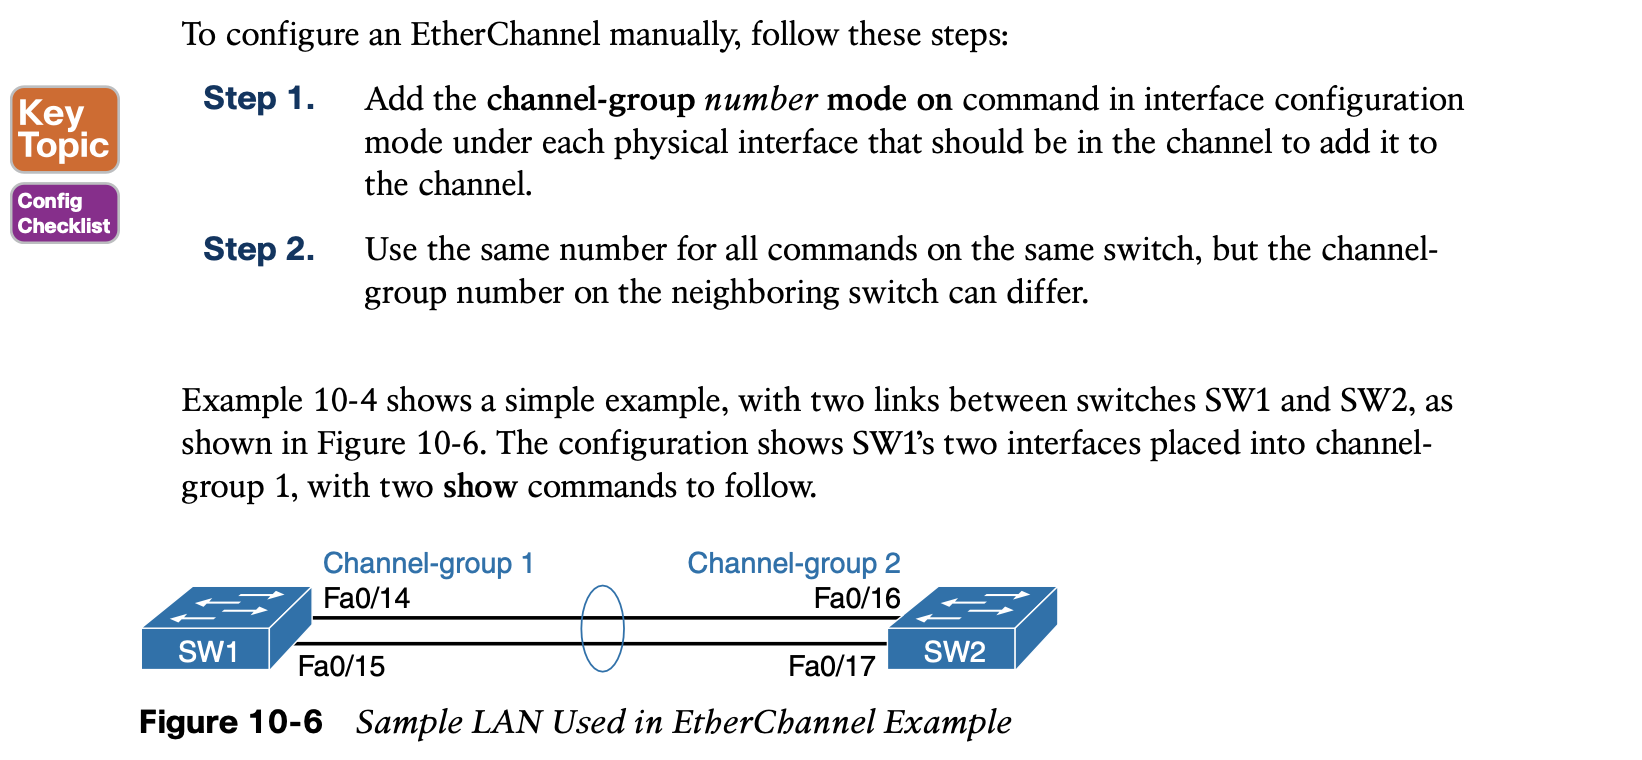 To configure an EtherChannel manually, follow these steps:
Key
Topic
Config
Checklist
Step 1. Add the channel-group number mode on command in interface configuration
mode under each physical interface that should be in the channel to add it to
the channel.
Step 2. Use the same number for all commands on the same switch, but the channel-
group number on the neighboring switch can differ.
Example 10-4 shows a simple example, with two links between switches SW1 and SW2, as
shown in Figure 10-6. The configuration shows SW1’s two interfaces placed into channel-
group 1, with two show commands to follow.
Channel-group 1 Channel-group 2
Fa0/14 Fa0/16
SW1 SW2
Fa0/15 Fa0/17
Figure 10-6 Sample LAN Used in EtherChannel Example